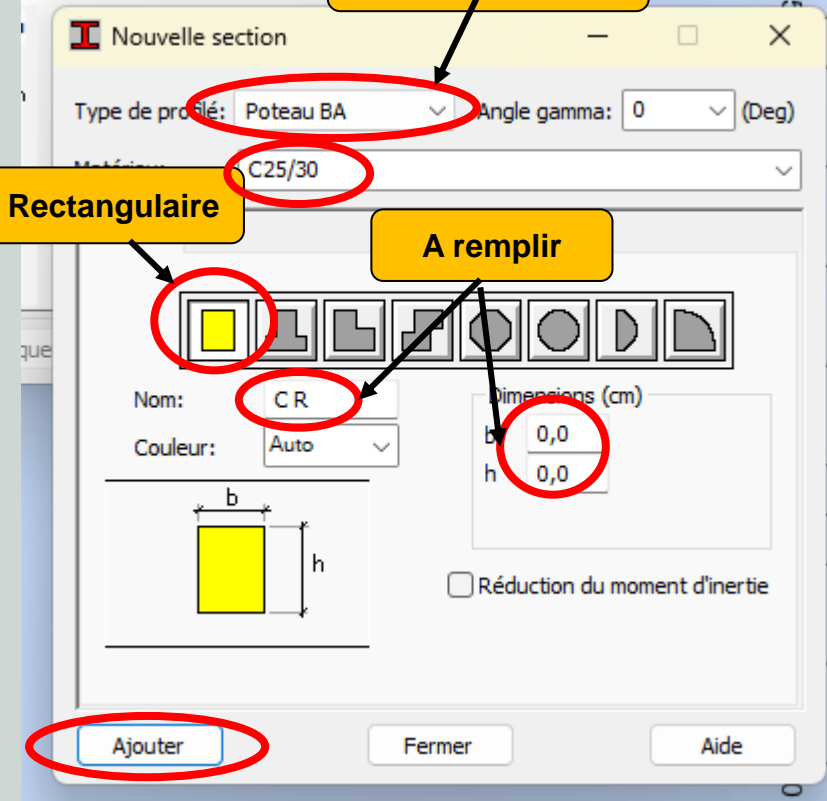 Nouvelle section
Type de profilé: Poteau BA Angle gamma: 0 (Deg)
C25/30
Rectangulaire
A remplir
que
Nom: C R Dimensions (cm)
Couleur: Auto b 0,0
h 0,0
b
h
Réduction du moment d'inertie
Ajouter Fermer Aide